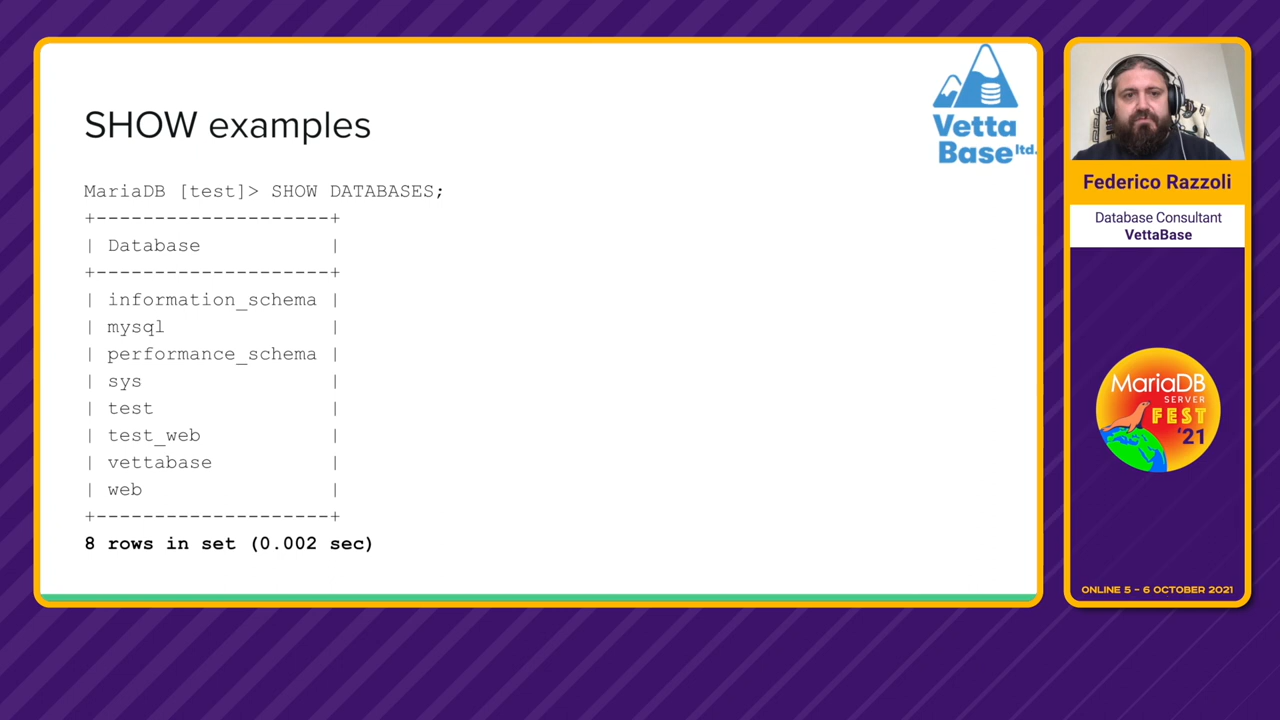 SHOW examples
Vetta
Base ltd.
MariaDB [test]> SHOW DATABASES;
+--------------------+
| Database           |
+--------------------+
| information_schema |
| mysql              |
| performance_schema |
| sys                |
| test               |
| test_web           |
| vettabase          |
| web                |
+--------------------+
8 rows in set (0.002 sec)
Federico Razzoli
Database Consultant
VettaBase
MariaDB
SERVER
FEST
'21
ONLINE 5 - 6 OCTOBER 2021